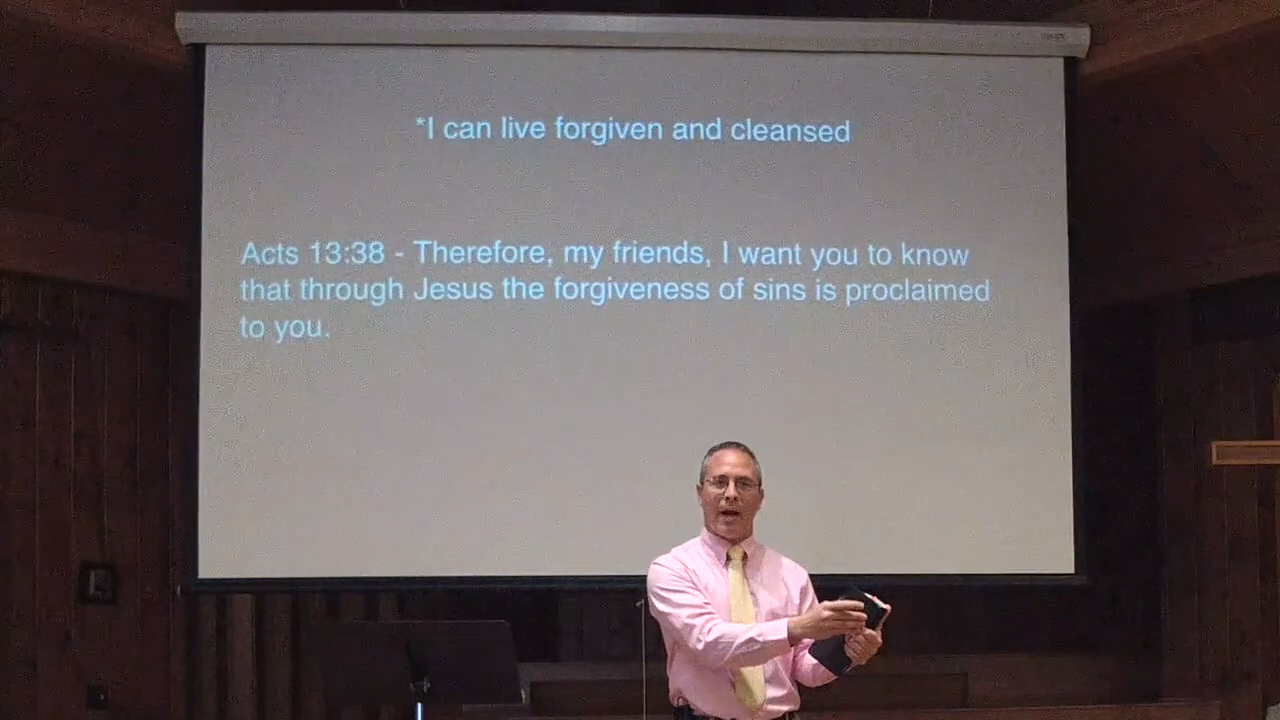 *I can live forgiven and cleansed
Acts 13:38 - Therefore, my friends, I want you to know
that through Jesus the forgiveness of sins is proclaimed
to you.